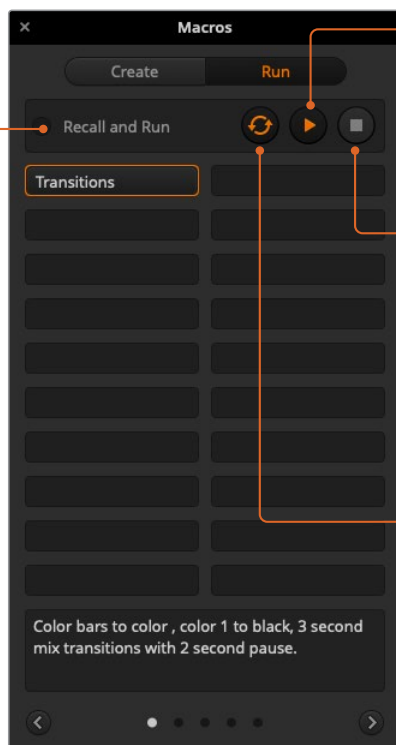 Macros
Create
Run
Recall and Run
Transitions
Color bars to color , color 1 to black, 3 second
mix transitions with 2 second pause.